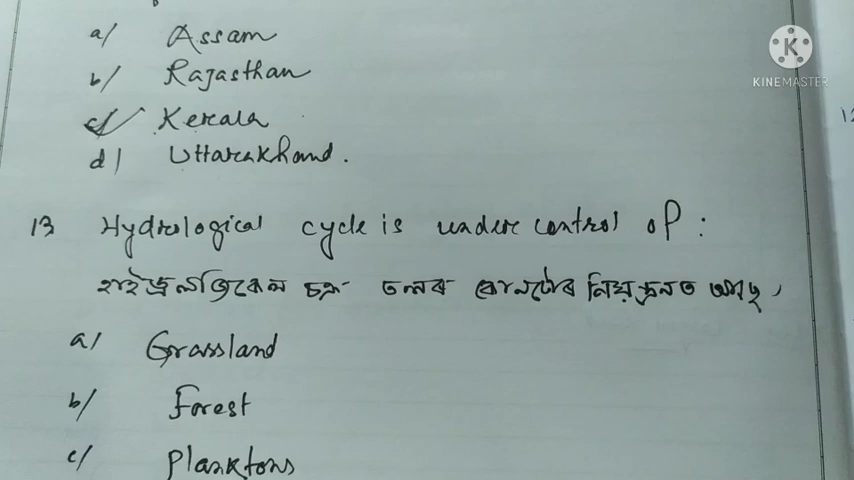 a/ Assam
b/ Rajasthan
c/ Kerala
d/ Uttarakhand.
13 Hydrological cycle is under control of:
হাইড্ৰলজিকেল চক্ৰ তলৰ কোনটোৰ নিয়ন্ত্ৰনত আছে,
a/ Grassland
b/ Forest
c/ Planktons
KINEMASTER